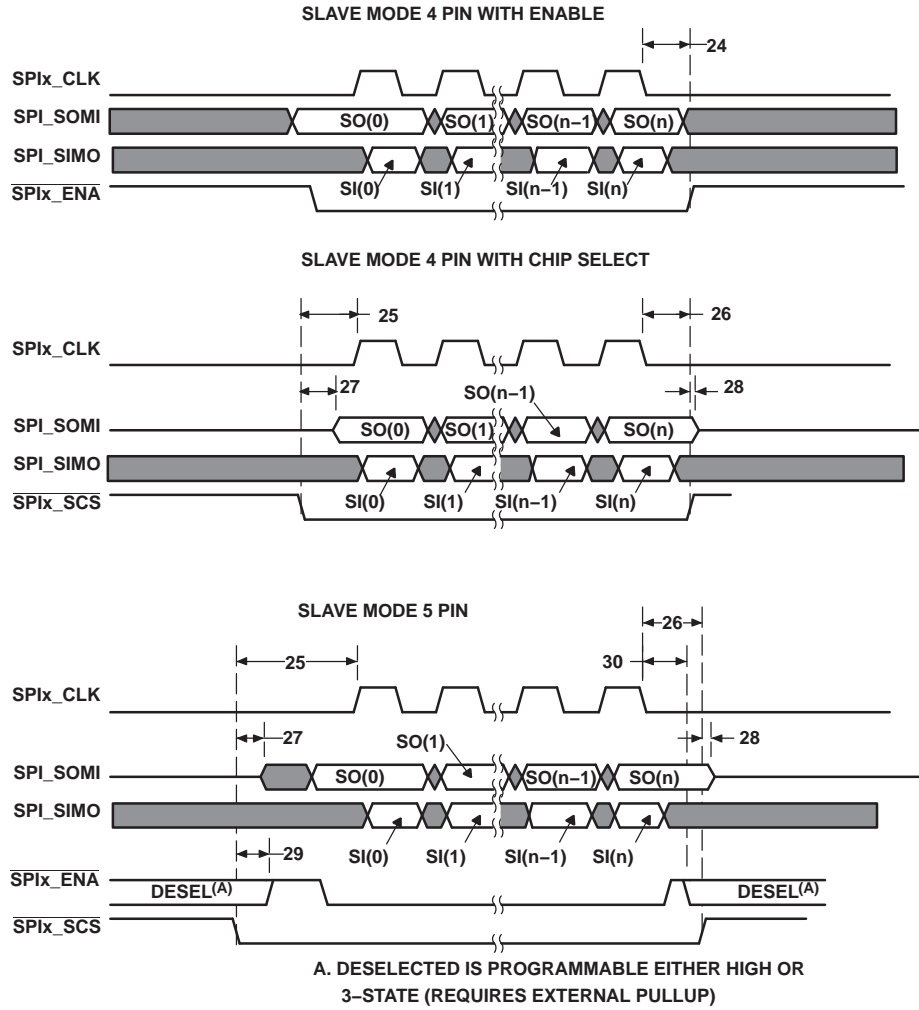 SLAVE MODE 4 PIN WITH ENABLE
24
SPIx_CLK
SPI_SOMI
SO(0) SO(1) SO(n−1) SO(n)
SPI_SIMO
SI(0) SI(1) SI(n−1) SI(n)
SPIx_ENA
SLAVE MODE 4 PIN WITH CHIP SELECT
25 26
SPIx_CLK
27 SO(n−1) 28
SPI_SOMI
SO(0) SO(1) SO(n)
SPI_SIMO
SI(0) SI(1) SI(n−1) SI(n)
SPIx_SCS
SLAVE MODE 5 PIN
26
25 30
SPIx_CLK
27 SO(1) 28
SPI_SOMI
SO(0) SO(n−1) SO(n)
SPI_SIMO
29 SI(0) SI(1) SI(n−1) SI(n)
SPIx_ENA
DESEL(A) DESEL(A)
SPIx_SCS
A. DESELECTED IS PROGRAMMABLE EITHER HIGH OR
3−STATE (REQUIRES EXTERNAL PULLUP)